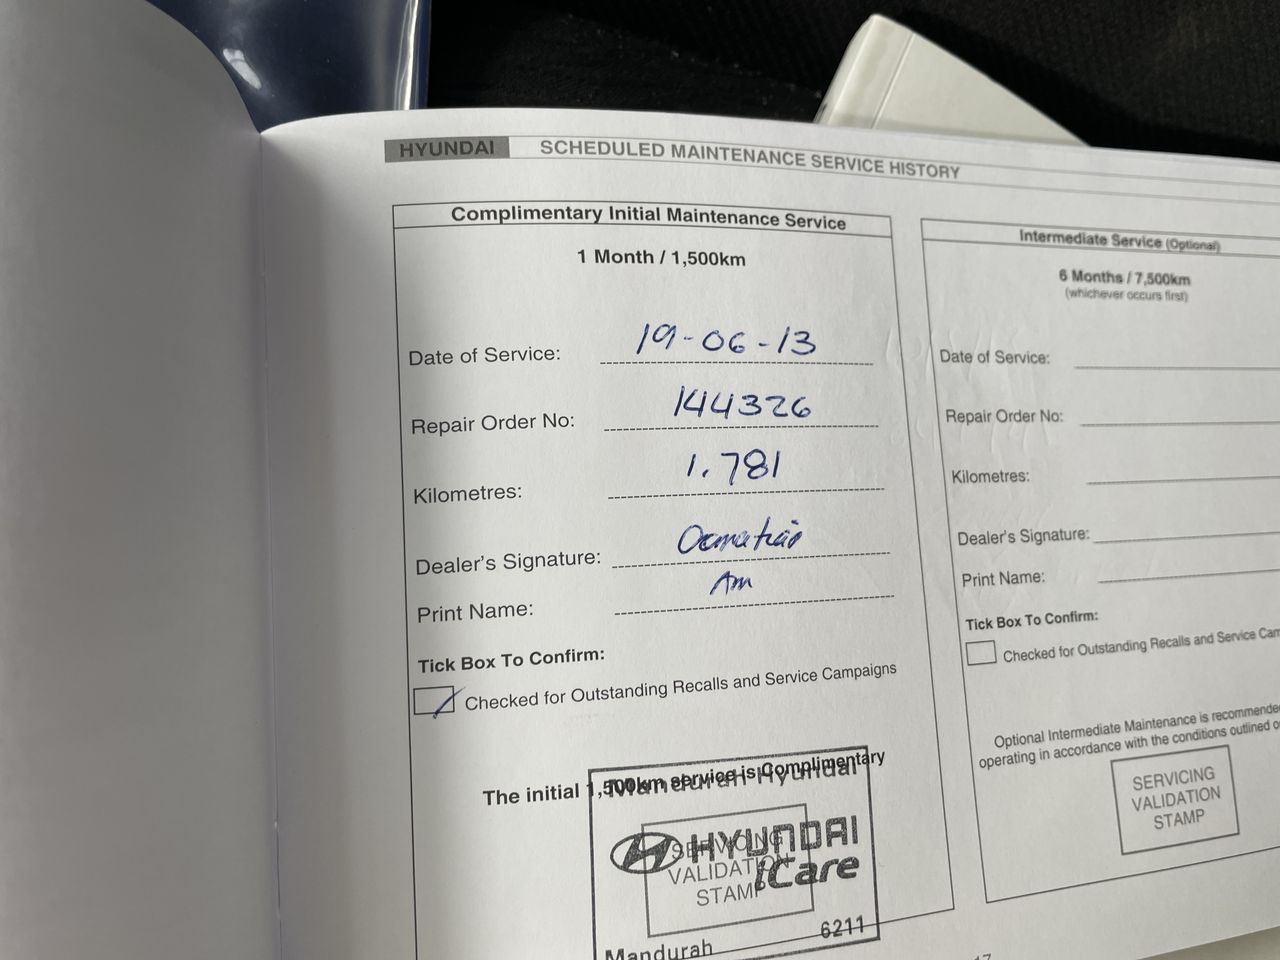 HYUNDAI SCHEDULED MAINTENANCE SERVICE HISTORY
Complimentary Initial Maintenance Service
1 Month / 1,500km
Date of Service: 19-06-13
Repair Order No: 144326
Kilometres: 1.781
Dealer's Signature:
Print Name: Am
Tick Box To Confirm:
Checked for Outstanding Recalls and Service Campaigns
The initial 1,500km service is Complimentary
Mandurah Hyundai
HYUNDAI
iCare
SERVICING
VALIDATION
STAMP
Mandurah 6211
Intermediate Service (Optional)
6 Months / 7,500km
(whichever occurs first)
Date of Service:
Repair Order No:
Kilometres:
Dealer's Signature:
Print Name:
Tick Box To Confirm:
Checked for Outstanding Recalls and Service Cam
Optional Intermediate Maintenance is recommende
operating in accordance with the conditions outlined o
SERVICING
VALIDATION
STAMP
17